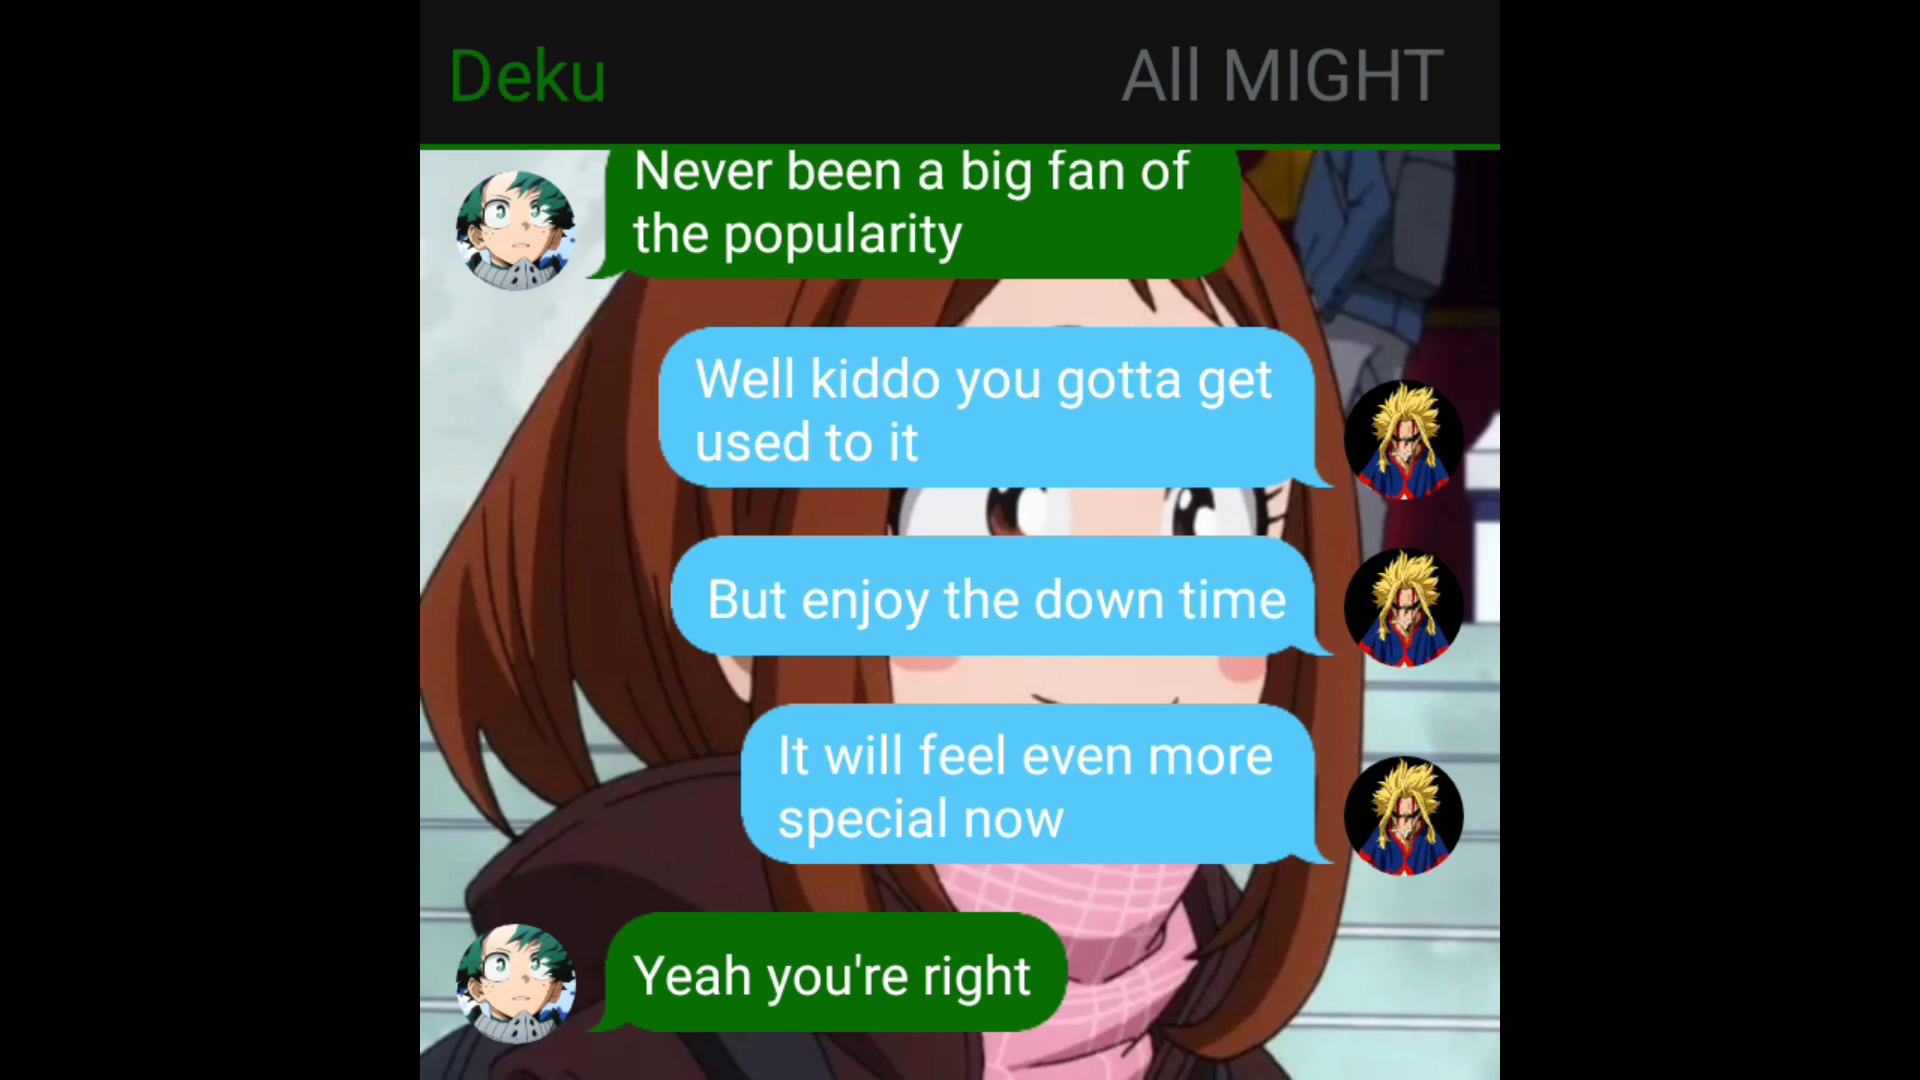 Deku
All MIGHT
Never been a big fan of
the popularity
Well kiddo you gotta get
used to it
But enjoy the down time
It will feel even more
special now
Yeah you're right